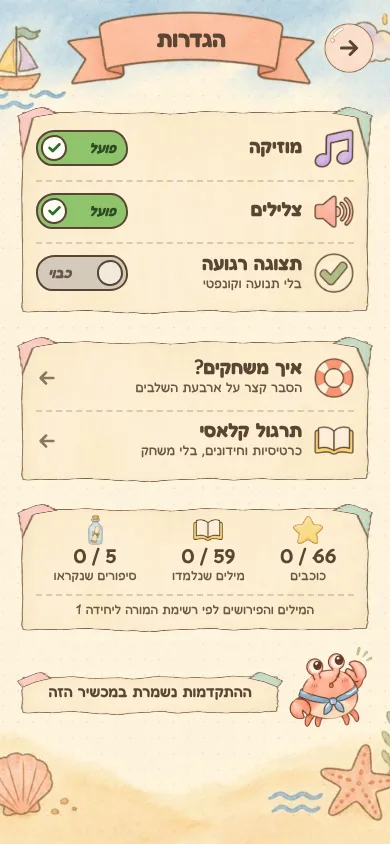 הגדרות
מוזיקה
פועל
צלילים
פועל
תצוגה רגועה
בלי תנועה וקונפטי
כבוי
איך משחקים?
הסבר קצר על ארבעת השלבים
תרגול קלאסי
כרטיסיות וחידונים, בלי משחק
0 / 66
כוכבים
0 / 59
מילים שנלמדו
0 / 5
סיפורים שנקראו
המילים והפירושים לפי רשימת המורה ליחידה 1
ההתקדמות נשמרת במכשיר הזה